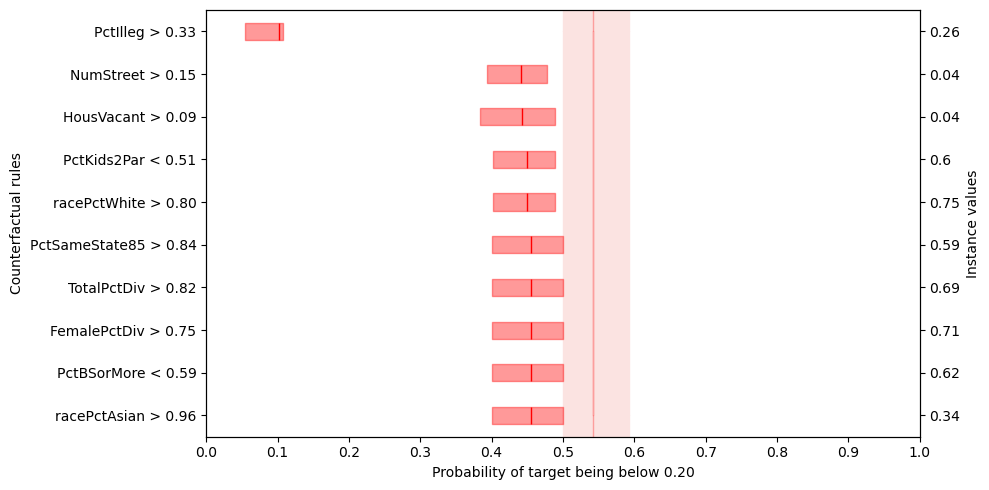 PctIlleg > 0.33 0.26
NumStreet > 0.15 0.04
HousVacant > 0.09 0.04
PctKids2Par < 0.51 0.6
racePctWhite > 0.80 0.75
PctSameState85 > 0.84 0.59
TotalPctDiv > 0.82 0.69
FemalePctDiv > 0.75 0.71
PctBSorMore < 0.59 0.62
racePctAsian > 0.96 0.34
Counterfactual rules
Instance values
0.0 0.1 0.2 0.3 0.4 0.5 0.6 0.7 0.8 0.9 1.0
Probability of target being below 0.20